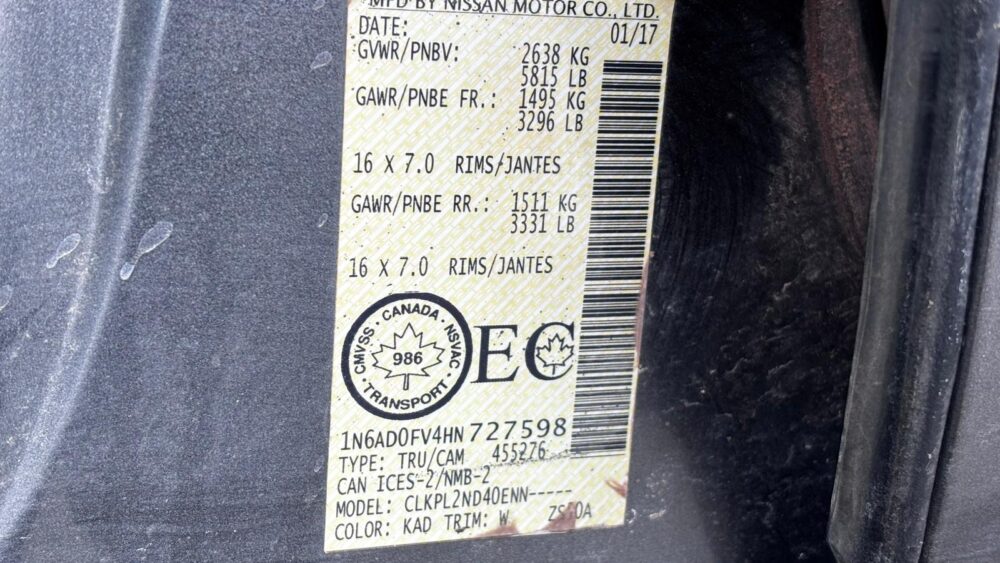 MFD BY NISSAN MOTOR CO., LTD.
DATE: 01/17
GVWR/PNBV: 2638 KG
5815 LB
GAWR/PNBE FR.: 1495 KG
3296 LB
16 X 7.0 RIMS/JANTES
GAWR/PNBE RR.: 1511 KG
3331 LB
16 X 7.0 RIMS/JANTES
CMVSS · CANADA · NSVAC
986
· TRANSPORT ·
EC
1N6AD0FV4HN 727598
TYPE: TRU/CAM 455276
CAN ICES-2/NMB-2
MODEL: CLKPL2ND40ENN-----
COLOR: KAD TRIM: W